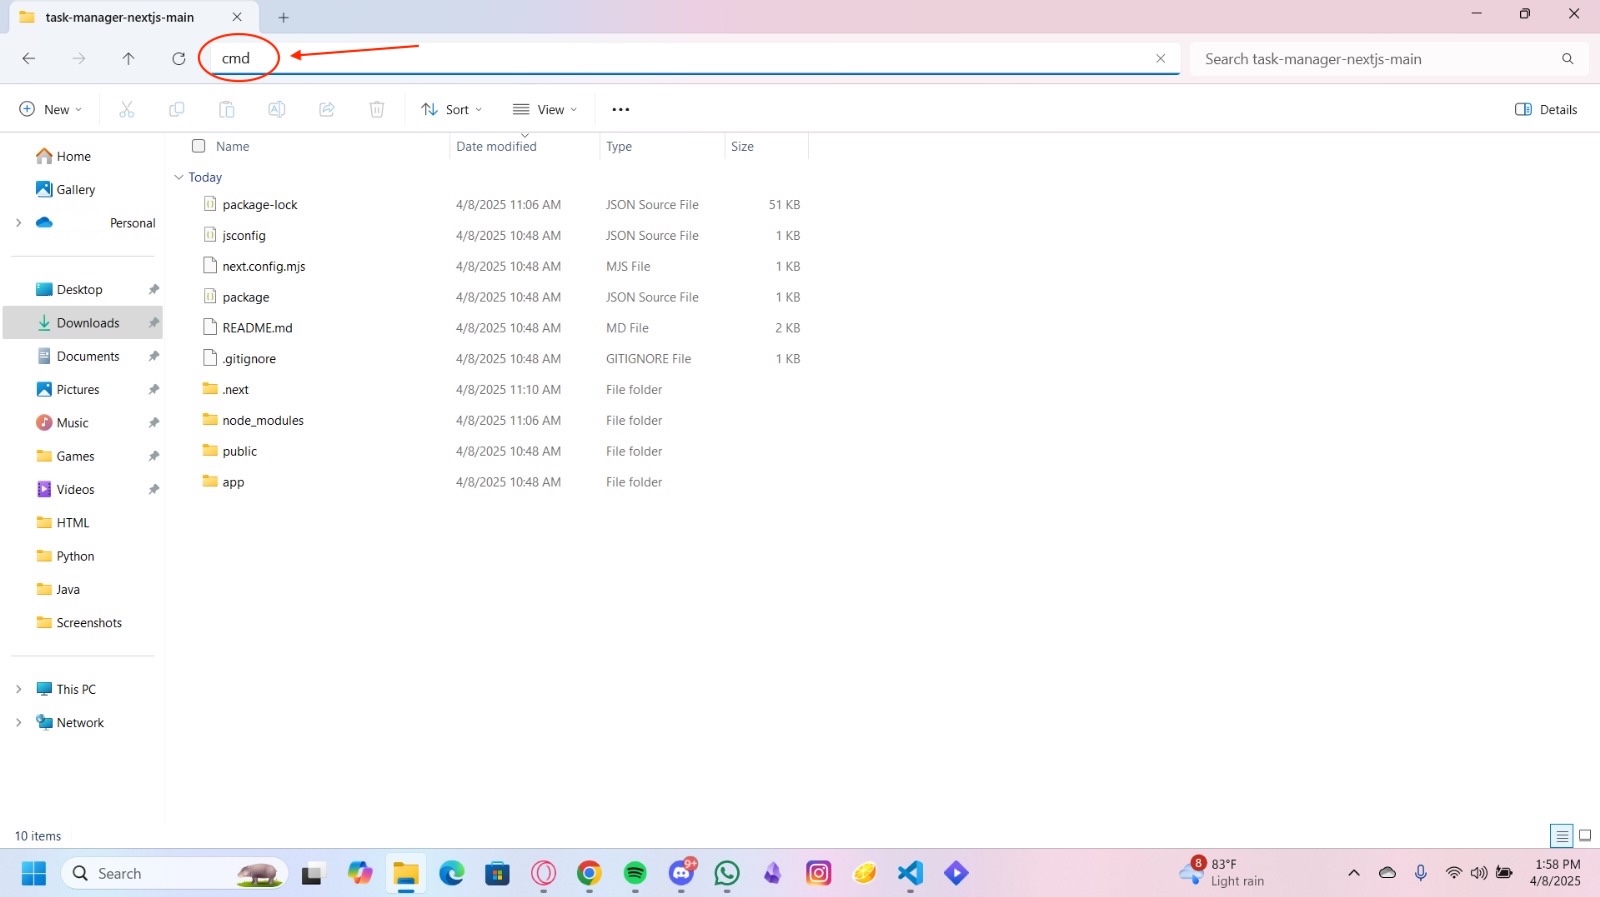 task-manager-nextjs-main
cmd
Search task-manager-nextjs-main
New
Sort
View
Details
Name Date modified Type Size
Today
package-lock 4/8/2025 11:06 AM JSON Source File 51 KB
jsconfig 4/8/2025 10:48 AM JSON Source File 1 KB
next.config.mjs 4/8/2025 10:48 AM MJS File 1 KB
package 4/8/2025 10:48 AM JSON Source File 1 KB
README.md 4/8/2025 10:48 AM MD File 2 KB
.gitignore 4/8/2025 10:48 AM GITIGNORE File 1 KB
.next 4/8/2025 11:10 AM File folder
node_modules 4/8/2025 11:06 AM File folder
public 4/8/2025 10:48 AM File folder
app 4/8/2025 10:48 AM File folder
Home
Gallery
Personal
Desktop
Downloads
Documents
Pictures
Music
Games
Videos
HTML
Python
Java
Screenshots
This PC
Network
10 items
Search
9+
8
83°F
Light rain
1:58 PM
4/8/2025